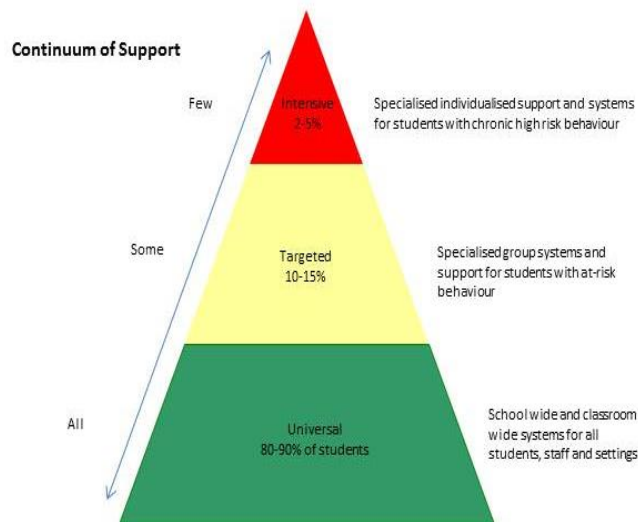 Continuum of Support
Few
Intensive
2-5%
Specialised individualised support and systems
for students with chronic high risk behaviour
Some
Targeted
10-15%
Specialised group systems and
support for students with at-risk
behaviour
All
Universal
80-90% of students
School wide and classroom
wide systems for all
students, staff and settings